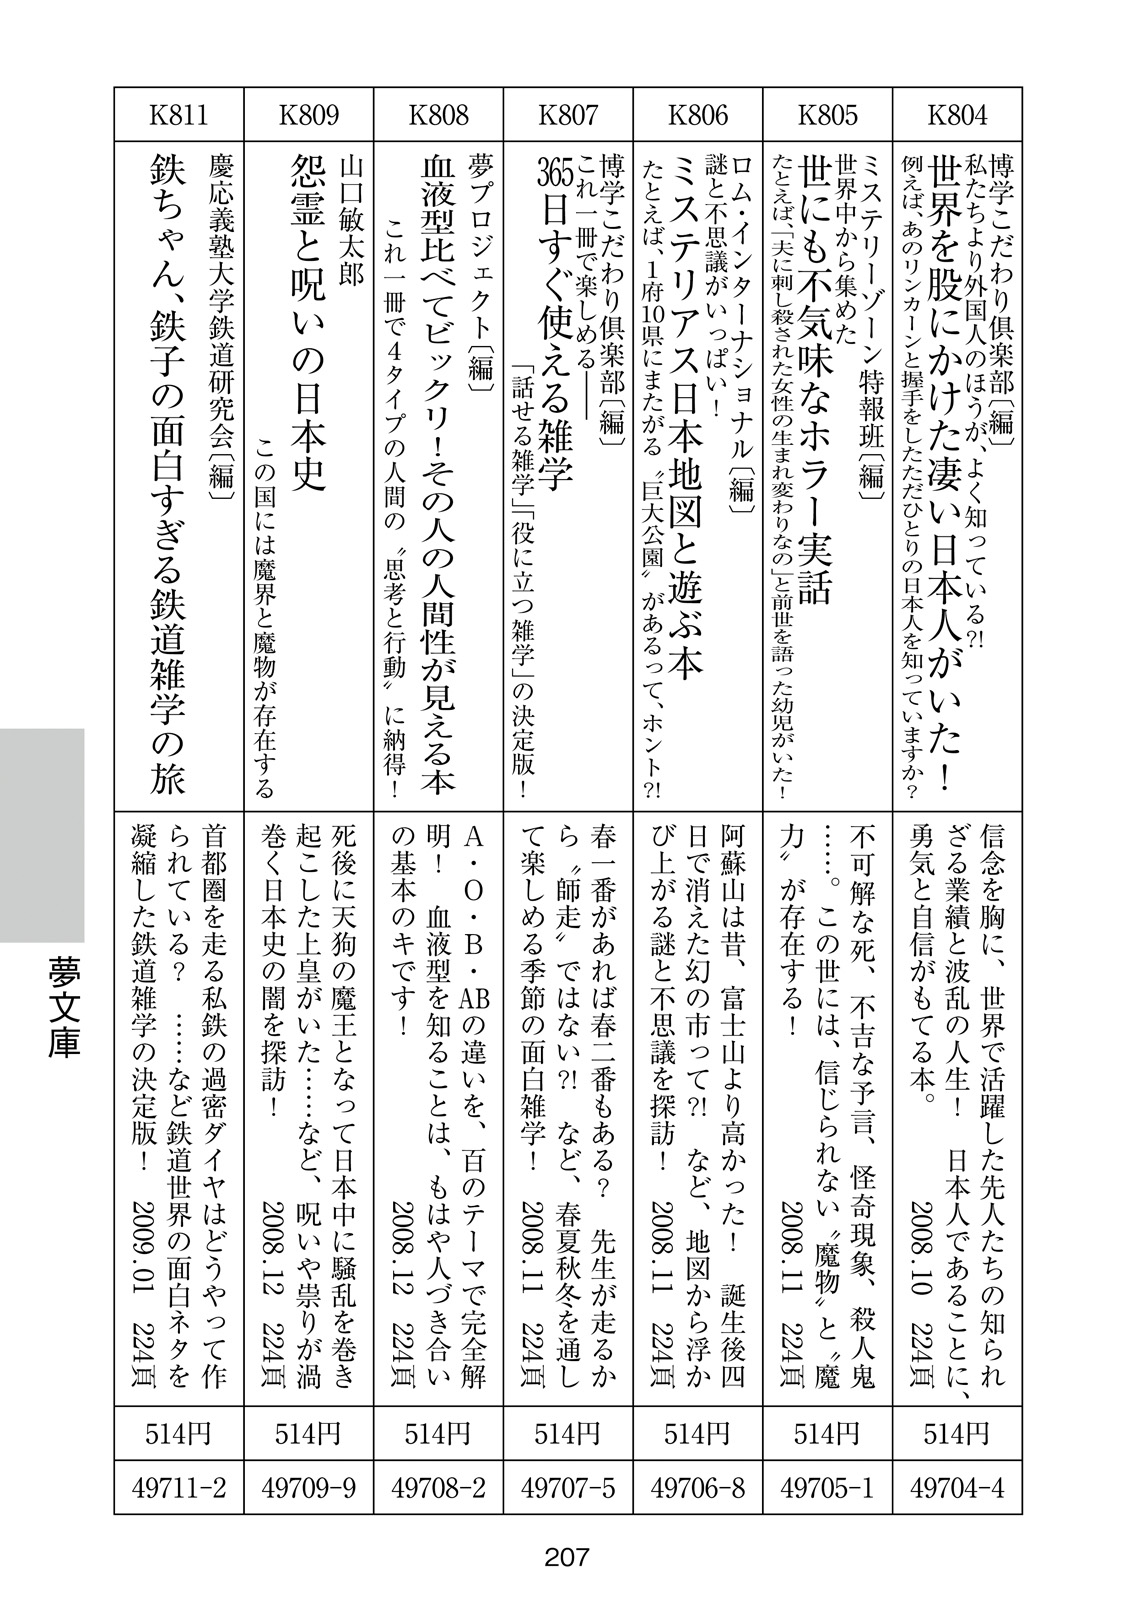 K804
博学こだわり倶楽部〔編〕
私たちより外国人のほうが、よく知っている?!
世界を股にかけた凄い日本人がいた！
例えば、あのリンカーンと握手をしたただひとりの日本人を知っていますか？
信念を胸に、世界で活躍した先人たちの知られ
ざる業績と波乱の人生！　日本人であることに、
勇気と自信がもてる本。　2008.10　224頁
514円
49704-4
K805
ミステリーゾーン特報班〔編〕
世界中から集めた
世にも不気味なホラー実話
たとえば、「夫に刺し殺された女性の生まれ変わりなの」と前世を語った幼児がいた！
不可解な死、不吉な予言、怪奇現象、殺人鬼
……。この世には、信じられない〝魔物〟と〝魔
力〟が存在する！　2008.11　224頁
514円
49705-1
K806
ロム・インターナショナル〔編〕
謎と不思議がいっぱい！
ミステリアス日本地図と遊ぶ本
たとえば、1府10県にまたがる〝巨大公園〟があるって、ホント?!
阿蘇山は昔、富士山より高かった！　誕生後四
日で消えた幻の市って?!　など、地図から浮か
び上がる謎と不思議を探訪！　2008.11　224頁
514円
49706-8
K807
博学こだわり倶楽部〔編〕
これ一冊で楽しめる――
365日すぐ使える雑学
「話せる雑学」「役に立つ雑学」の決定版！
春一番があれば春二番もある？　先生が走るか
ら〝師走〟ではない?!　など、春夏秋冬を通し
て楽しめる季節の面白雑学！　2008.11　224頁
514円
49707-5
K808
夢プロジェクト〔編〕
血液型比べてビックリ！その人の人間性が見える本
これ一冊で4タイプの人間の〝思考と行動〟に納得！
A・O・B・ABの違いを、百のテーマで完全解
明！　血液型を知ることは、もはや人づき合い
の基本のキです！　2008.12　224頁
514円
49708-2
K809
山口敏太郎
怨霊と呪いの日本史
この国には魔界と魔物が存在する
死後に天狗の魔王となって日本中に騒乱を巻き
起こした上皇がいた……など、呪いや祟りが渦
巻く日本史の闇を探訪！　2008.12　224頁
514円
49709-9
K811
慶応義塾大学鉄道研究会〔編〕
鉄ちゃん、鉄子の面白すぎる鉄道雑学の旅
首都圏を走る私鉄の過密ダイヤはどうやって作
られている？　……など鉄道世界の面白ネタを
凝縮した鉄道雑学の決定版！　2009.01　224頁
514円
49711-2
夢文庫
207